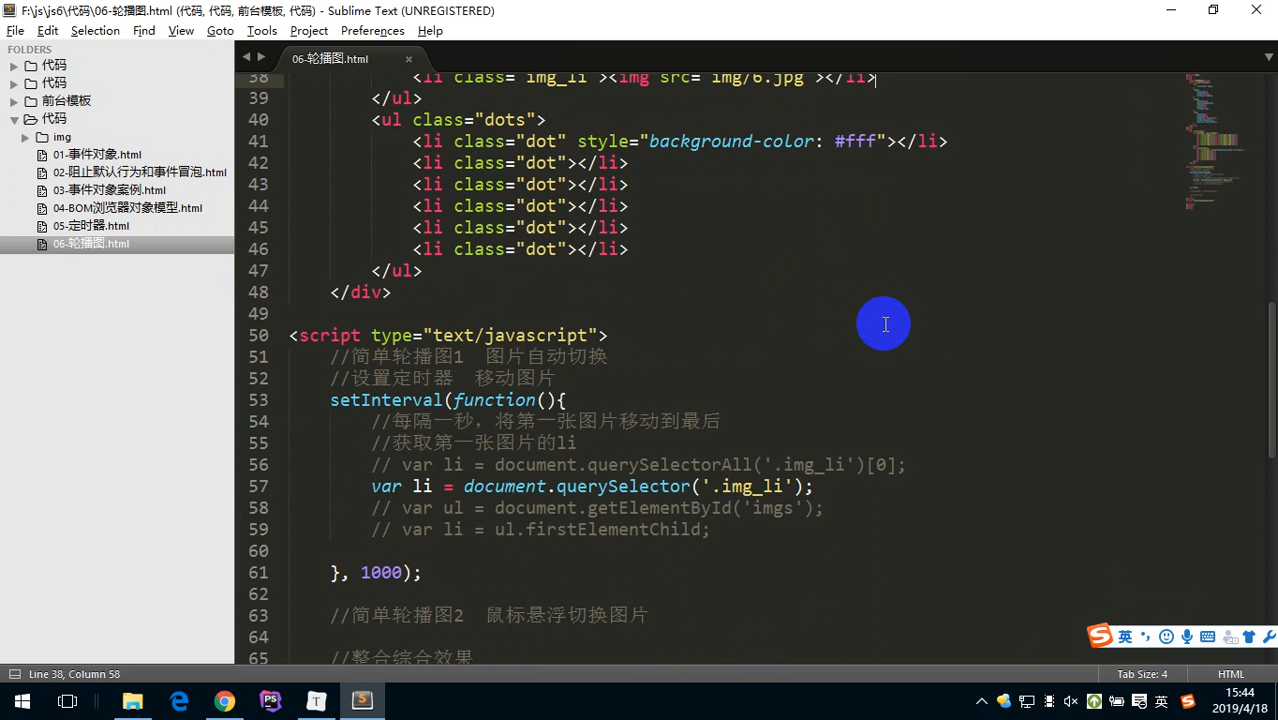 F:\js\js6\代码\06-轮播图.html (代码, 代码, 前台模板, 代码) - Sublime Text (UNREGISTERED)
File Edit Selection Find View Goto Tools Project Preferences Help
FOLDERS
代码
代码
前台模板
代码
img
01-事件对象.html
02-阻止默认行为和事件冒泡.html
03-事件对象案例.html
04-BOM浏览器对象模型.html
05-定时器.html
06-轮播图.html
06-轮播图.html ×
38 <li class="img_li"><img src="img/6.jpg"></li>
39 </ul>
40 <ul class="dots">
41 <li class="dot" style="background-color: #fff"></li>
42 <li class="dot"></li>
43 <li class="dot"></li>
44 <li class="dot"></li>
45 <li class="dot"></li>
46 <li class="dot"></li>
47 </ul>
48 </div>
49
50 <script type="text/javascript">
51 //简单轮播图1 图片自动切换
52 //设置定时器 移动图片
53 setInterval(function(){
54 //每隔一秒，将第一张图片移动到最后
55 //获取第一张图片的li
56 // var li = document.querySelectorAll('.img_li')[0];
57 var li = document.querySelector('.img_li');
58 // var ul = document.getElementById('imgs');
59 // var li = ul.firstElementChild;
60
61 }, 1000);
62
63 //简单轮播图2 鼠标悬浮切换图片
64
65 //整合综合效果
英
Line 38, Column 58
Tab Size: 4
HTML
英
15:44
2019/4/18